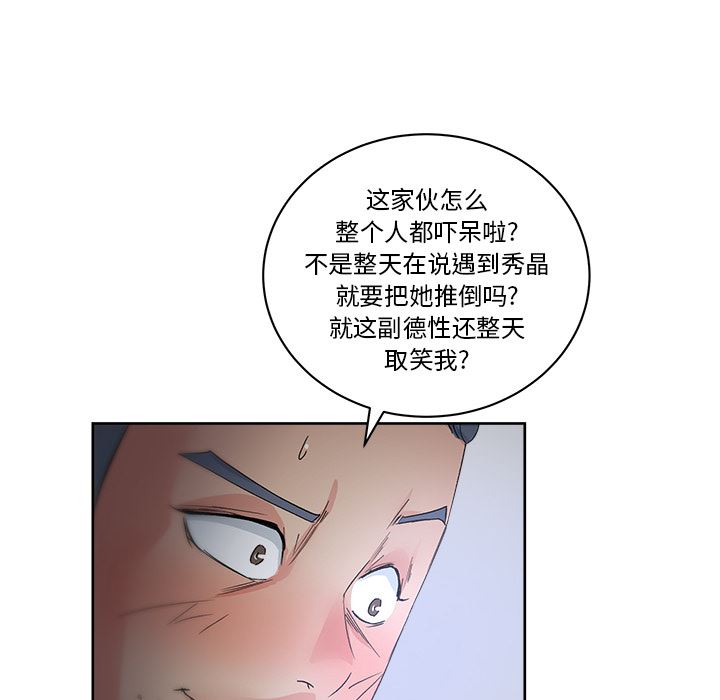 这家伙怎么
整个人都吓呆啦?
不是整天在说遇到秀晶
就要把她推倒吗?
就这副德性还整天
取笑我?